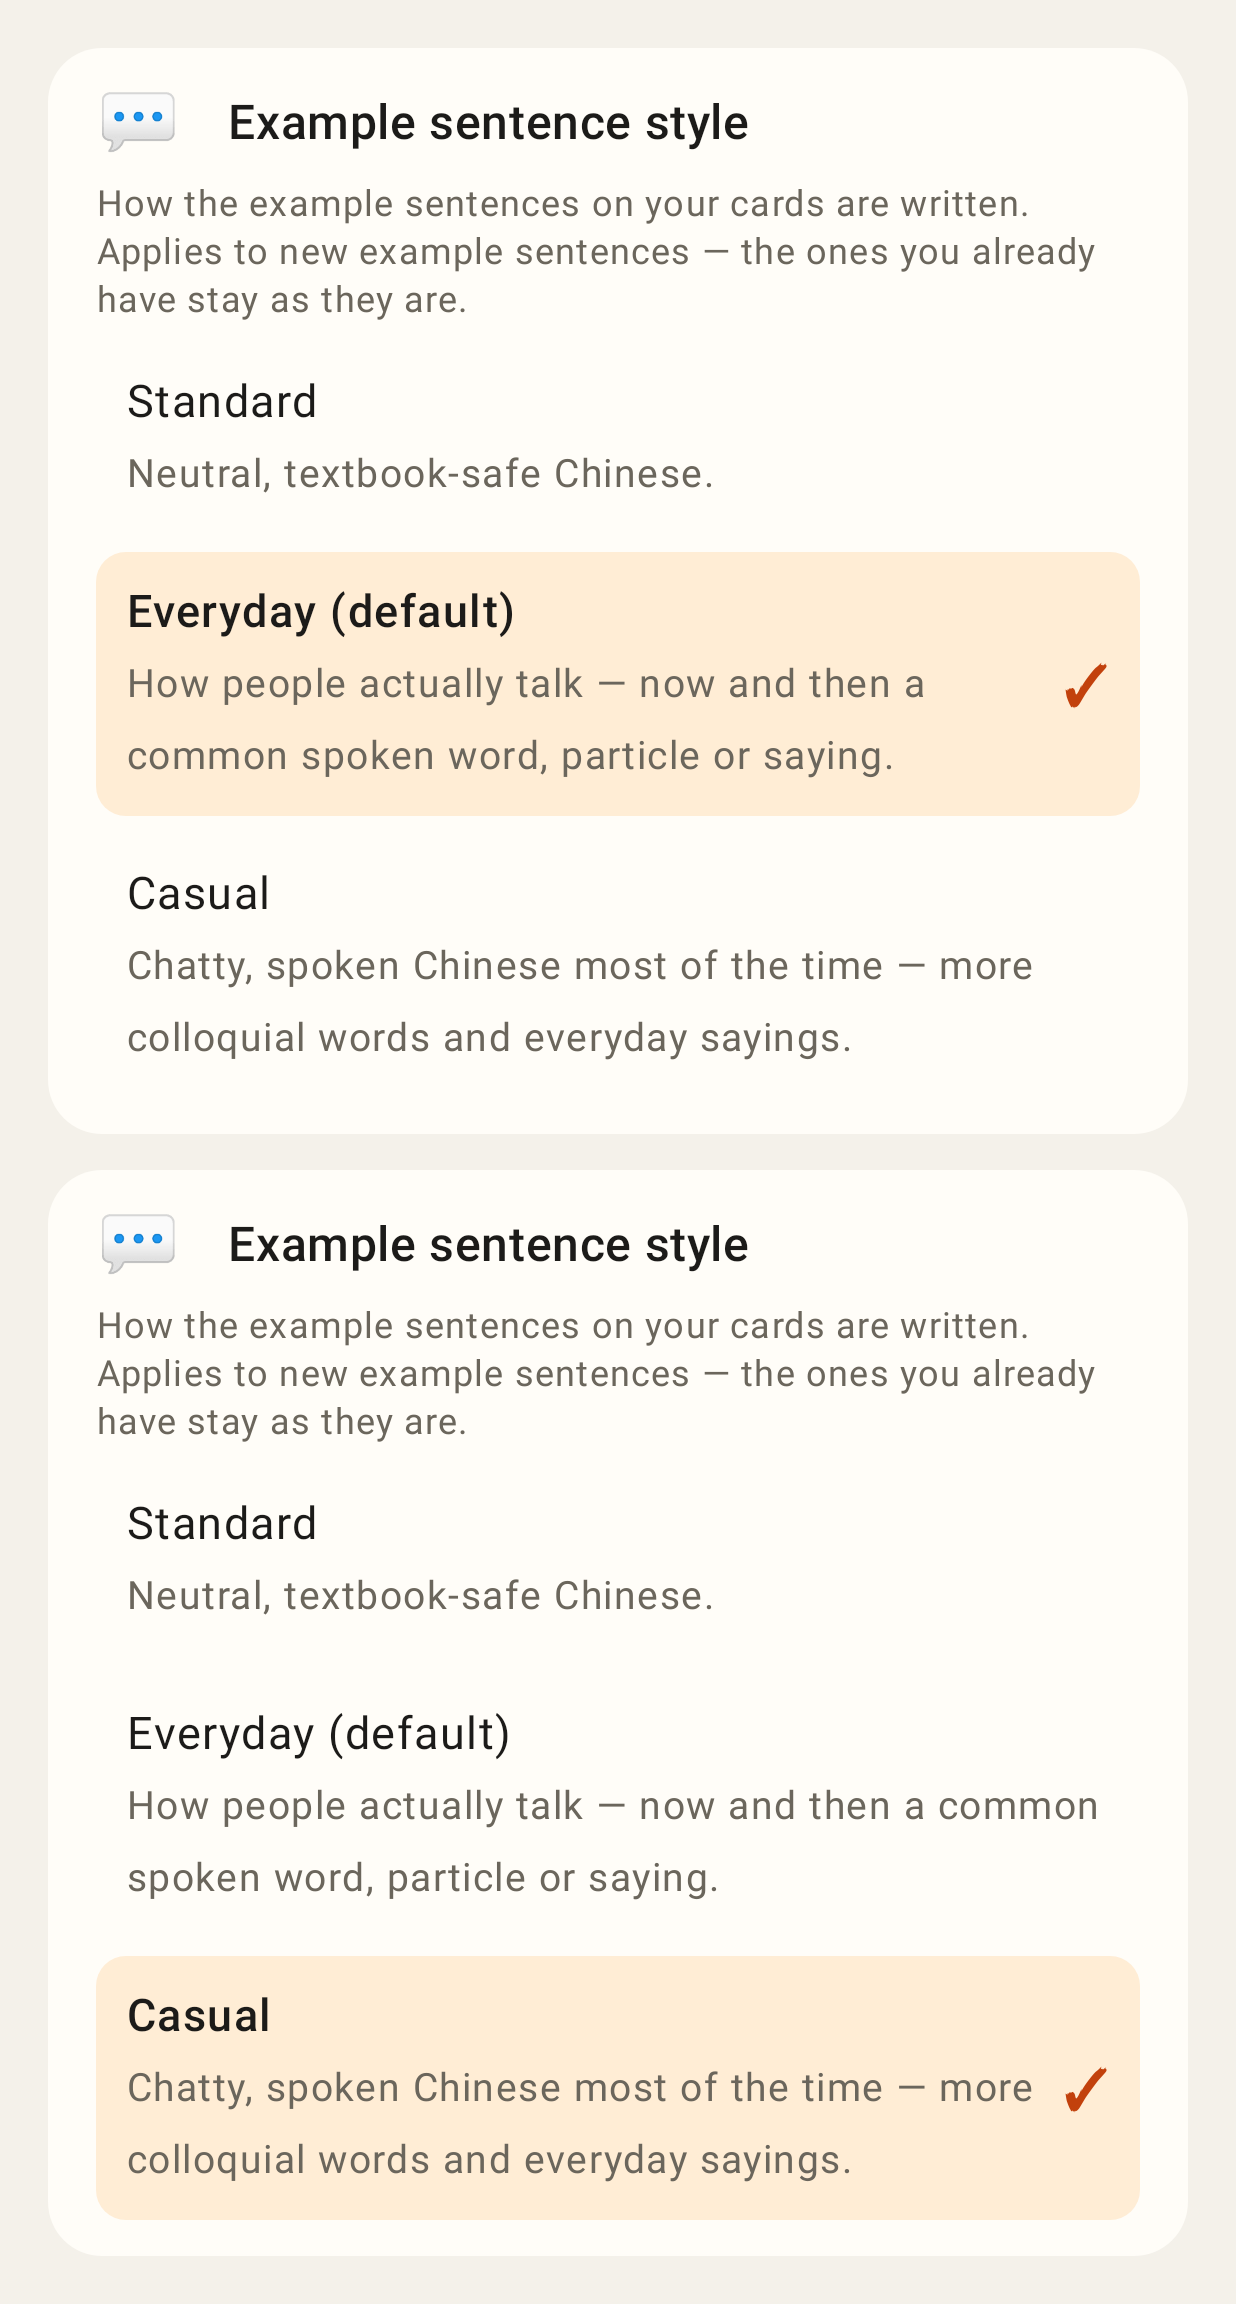 Example sentence style
How the example sentences on your cards are written.
Applies to new example sentences — the ones you already
have stay as they are.
Standard
Neutral, textbook-safe Chinese.
Everyday (default)
How people actually talk — now and then a
common spoken word, particle or saying.
✓
Casual
Chatty, spoken Chinese most of the time — more
colloquial words and everyday sayings.
Example sentence style
How the example sentences on your cards are written.
Applies to new example sentences — the ones you already
have stay as they are.
Standard
Neutral, textbook-safe Chinese.
Everyday (default)
How people actually talk — now and then a common
spoken word, particle or saying.
Casual
Chatty, spoken Chinese most of the time — more
colloquial words and everyday sayings.
✓